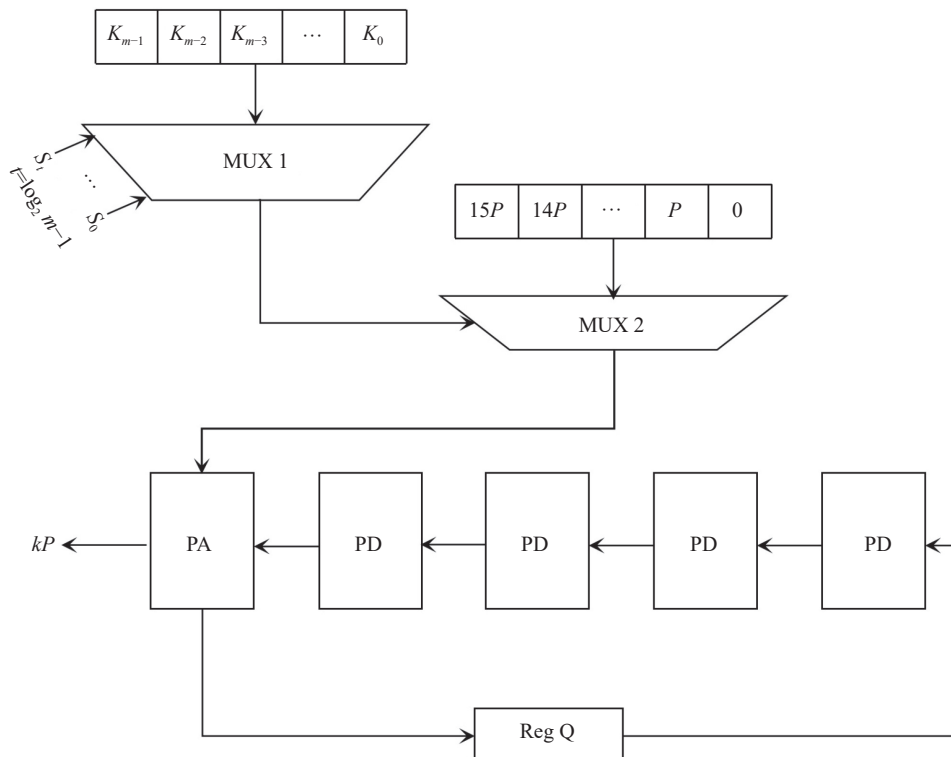 K_{m−1} K_{m−2} K_{m−3} ... K_0
MUX 1
S_t ... S_0
t=log_2 m−1
15P 14P ... P 0
MUX 2
kP PA PD PD PD PD
Reg Q